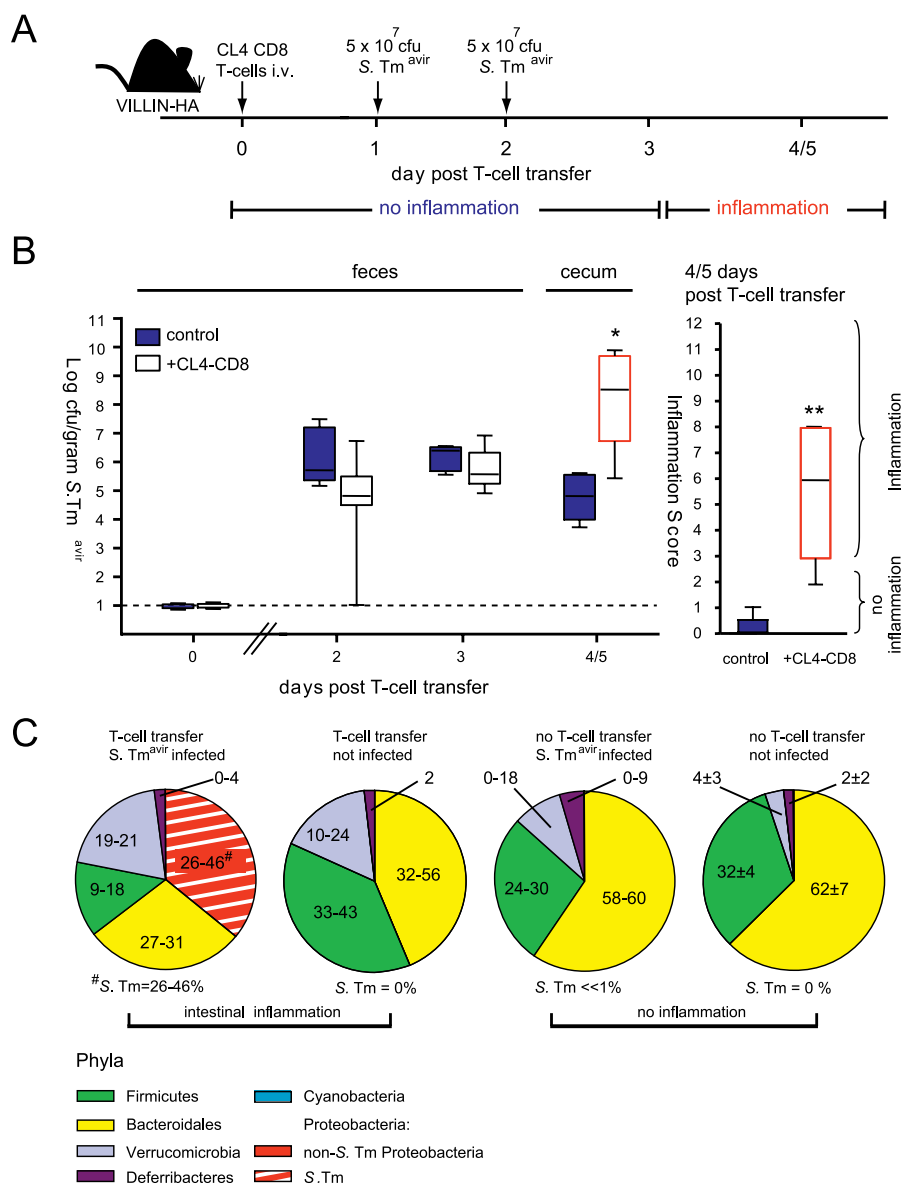 A
CL4 CD8
T-cells i.v.
5 x 10^7 cfu
S. Tm^avir
5 x 10^7 cfu
S. Tm^avir
VILLIN-HA
0 1 2 3 4/5
day post T-cell transfer
no inflammation
inflammation
B
feces
cecum
4/5 days
post T-cell transfer
control
+CL4-CD8
Log cfu/gram S.Tm avir
11
10
9
8
7
6
5
4
3
2
1
1
*
0 2 3 4/5
days post T-cell transfer
Inflammation Score
12
11
10
9
8
7
6
5
4
3
2
1
0
**
control +CL4-CD8
Inflammation
no
inflammation
C
T-cell transfer
S. Tm^avir infected
0-4
19-21
26-46#
9-18
27-31
#S. Tm=26-46%
T-cell transfer
not infected
2
10-24
32-56
33-43
S. Tm = 0%
no T-cell transfer
S. Tm^avir infected
0-18
0-9
24-30
58-60
S. Tm <<1%
no T-cell transfer
not infected
4±3
2±2
32±4
62±7
S. Tm = 0 %
intestinal inflammation
no inflammation
Phyla
Firmicutes
Bacteroidales
Verrucomicrobia
Deferribacteres
Cyanobacteria
Proteobacteria:
non-S. Tm Proteobacteria
S.Tm